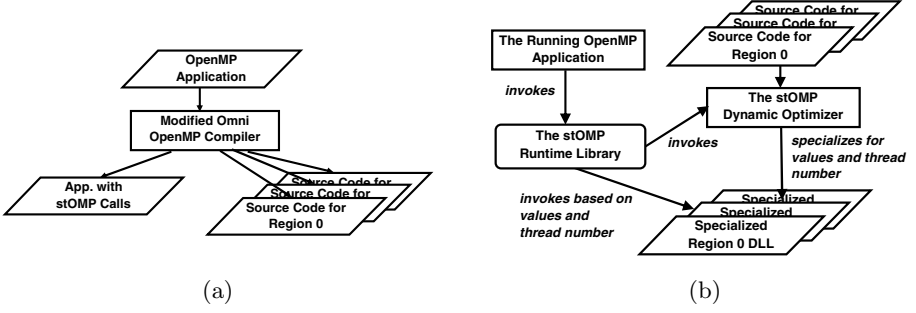 OpenMP
Application
Modified Omni
OpenMP Compiler
App. with
stOMP Calls
Source Code for
Source Code for
Source Code for
Region 0
(a)
The Running OpenMP
Application
invokes
The stOMP
Runtime Library
invokes
Source Code for
Source Code for
Source Code for
Region 0
The stOMP
Dynamic Optimizer
specializes for
values and thread
number
invokes based on
values and
thread number
Specialized
Specialized
Specialized
Region 0 DLL
(b)